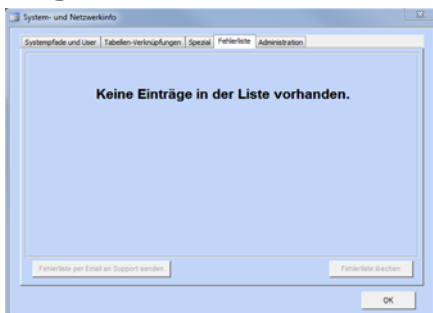 System- und Netzwerkinfo
Systempfade und User Tabellen-Verknüpfungen Spezial Fehlerliste Administration
Keine Einträge in der Liste vorhanden.
Fehlerliste per Email an Support senden Fehlerliste löschen
OK